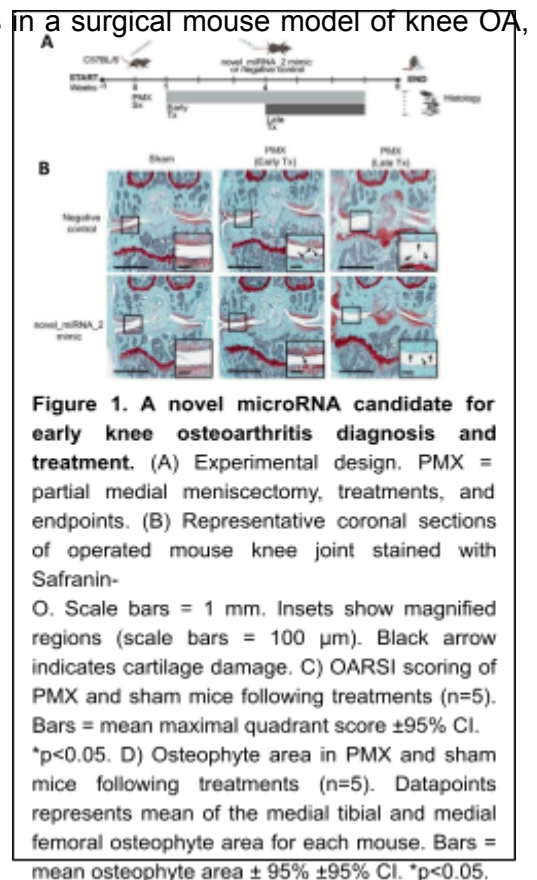 s in a surgical mouse model of knee OA,
A
C57BL/6
novel_miRNA_2 mimic
or Negative control
START
END
Weeks
PMX
Sx
Early
Tx
Late
Tx
Histology
B
Sham
PMX
(Early Tx)
PMX
(Late Tx)
Negative
control
novel_miRNA_2
mimic
Figure 1. A novel microRNA candidate for
early knee osteoarthritis diagnosis and
treatment. (A) Experimental design. PMX =
partial medial meniscectomy, treatments, and
endpoints. (B) Representative coronal sections
of operated mouse knee joint stained with
Safranin-
O. Scale bars = 1 mm. Insets show magnified
regions (scale bars = 100 μm). Black arrow
indicates cartilage damage. C) OARSI scoring of
PMX and sham mice following treatments (n=5).
Bars = mean maximal quadrant score ±95% CI.
*p<0.05. D) Osteophyte area in PMX and sham
mice following treatments (n=5). Datapoints
represents mean of the medial tibial and medial
femoral osteophyte area for each mouse. Bars =
mean osteophyte area ± 95% ±95% CI. *p<0.05.